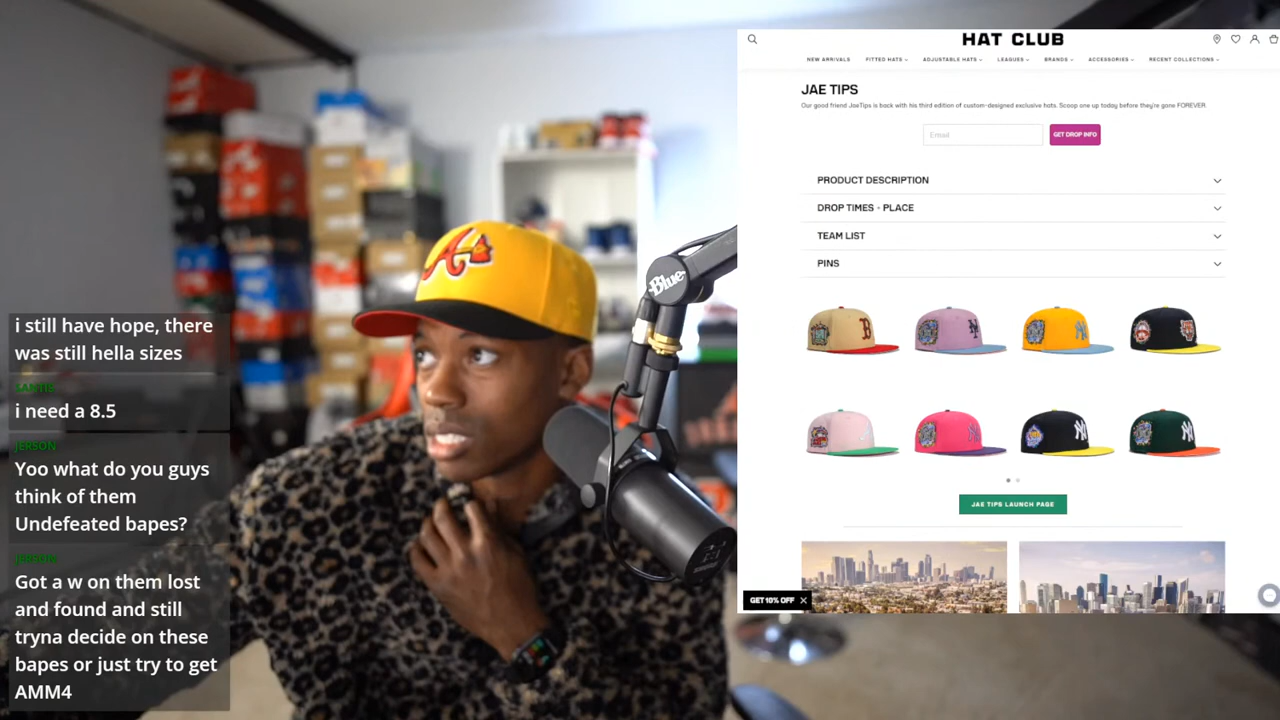 i still have hope, there
was still hella sizes
i need a 8.5
JERSON
Yoo what do you guys
think of them
Undefeated bapes?
JERSON
Got a w on them lost
and found and still
tryna decide on these
bapes or just try to get
AMM4
A
Blue
HAT CLUB
NEW ARRIVALS FITTED HATS ADJUSTABLE HATS LEAGUES BRANDS ACCESSORIES RECENT COLLECTIONS
JAE TIPS
Our good friend JaeTips is back with his third edition of custom-designed exclusive hats. Scoop one up today before they're gone FOREVER.
Email GET DROP INFO
PRODUCT DESCRIPTION
DROP TIMES + PLACE
TEAM LIST
PINS
JAE TIPS LAUNCH PAGE
GET 10% OFF